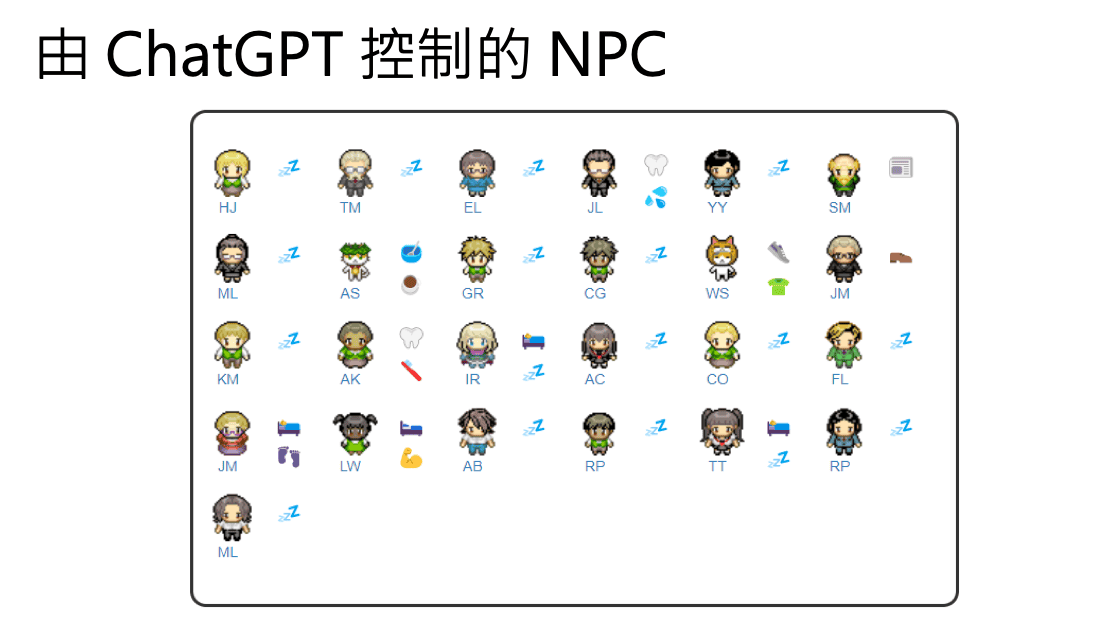 由 ChatGPT 控制的 NPC
HJ TM EL JL YY SM
ML AS GR CG WS JM
KM AK IR AC CO FL
JM LW AB RP TT RP
ML